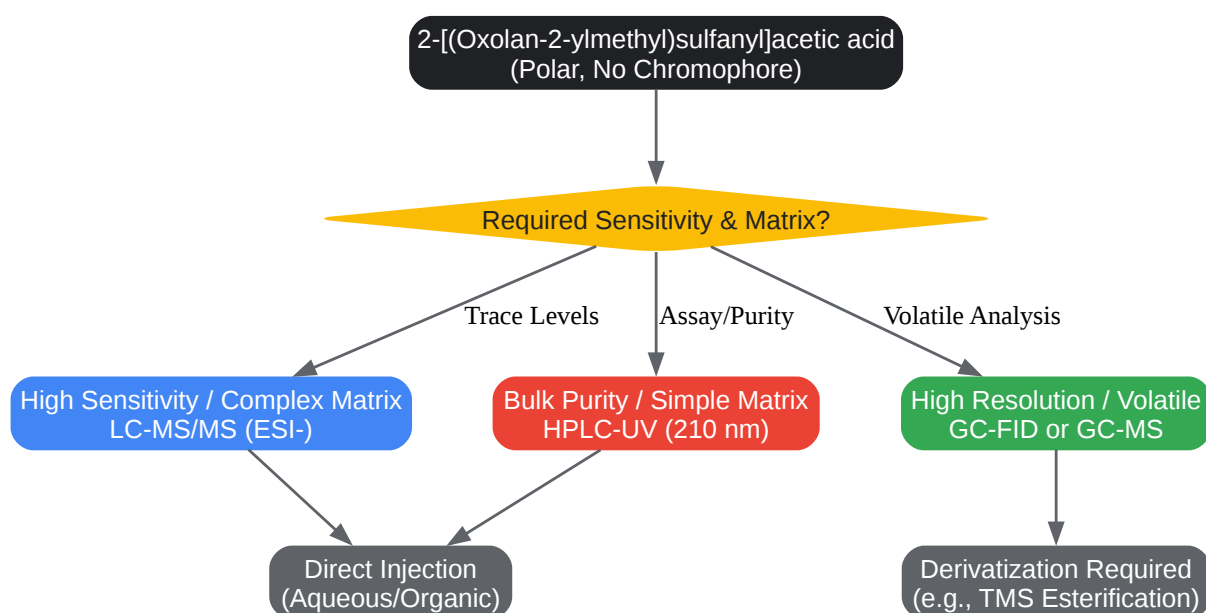 2-[(Oxolan-2-ylmethyl)sulfanyl]acetic acid
(Polar, No Chromophore)
Required Sensitivity & Matrix?
Trace Levels
Assay/Purity
Volatile Analysis
High Sensitivity / Complex Matrix
LC-MS/MS (ESI-)
Bulk Purity / Simple Matrix
HPLC-UV (210 nm)
High Resolution / Volatile
GC-FID or GC-MS
Direct Injection
(Aqueous/Organic)
Derivatization Required
(e.g., TMS Esterification)